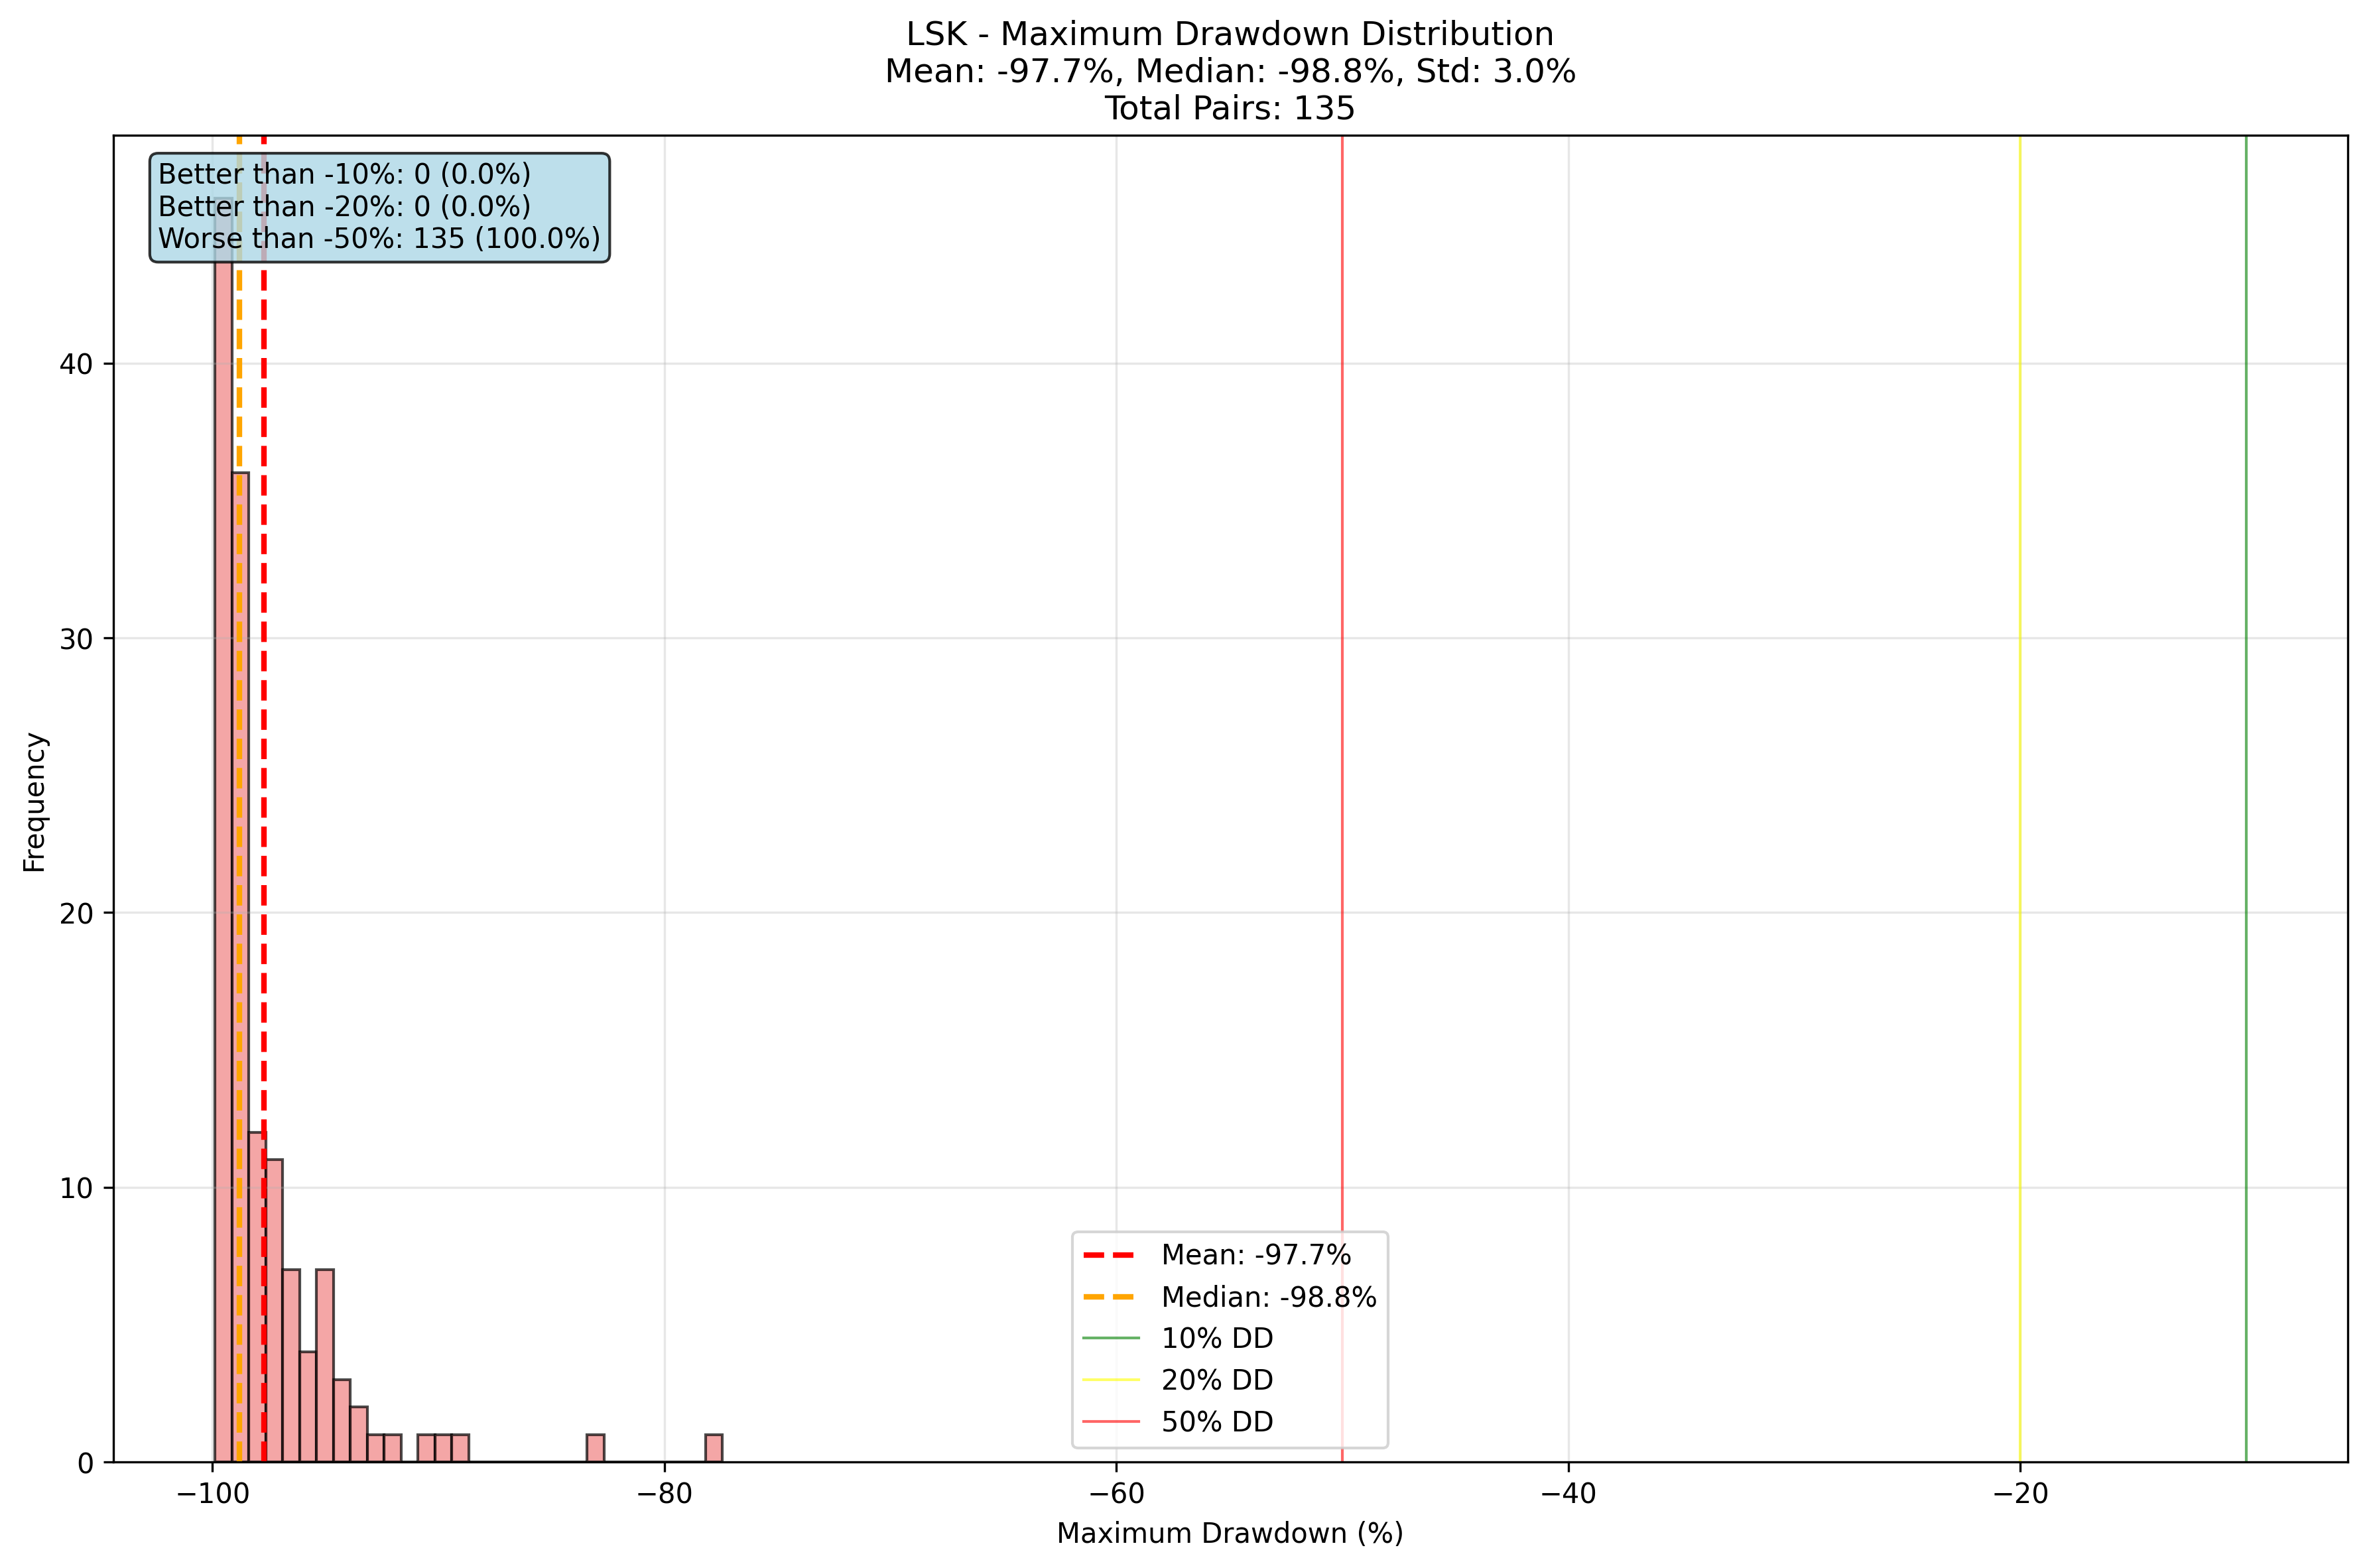 LSK - Maximum Drawdown Distribution
Mean: -97.7%, Median: -98.8%, Std: 3.0%
Total Pairs: 135
Better than -10%: 0 (0.0%)
Better than -20%: 0 (0.0%)
Worse than -50%: 135 (100.0%)
40
30
20
10
0
Frequency
Mean: -97.7%
Median: -98.8%
10% DD
20% DD
50% DD
−100
−80
−60
−40
−20
Maximum Drawdown (%)